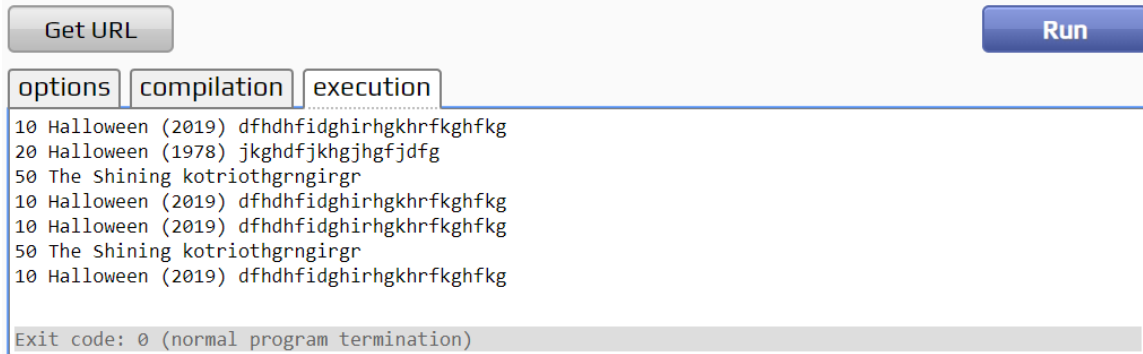 Get URL
Run
options compilation execution
10 Halloween (2019) dfhdhfidghirhgkhrfkghfkg
20 Halloween (1978) jkghdfjkhgjhgfjdfg
50 The Shining kotriothgrngirgr
10 Halloween (2019) dfhdhfidghirhgkhrfkghfkg
10 Halloween (2019) dfhdhfidghirhgkhrfkghfkg
50 The Shining kotriothgrngirgr
10 Halloween (2019) dfhdhfidghirhgkhrfkghfkg
Exit code: 0 (normal program termination)